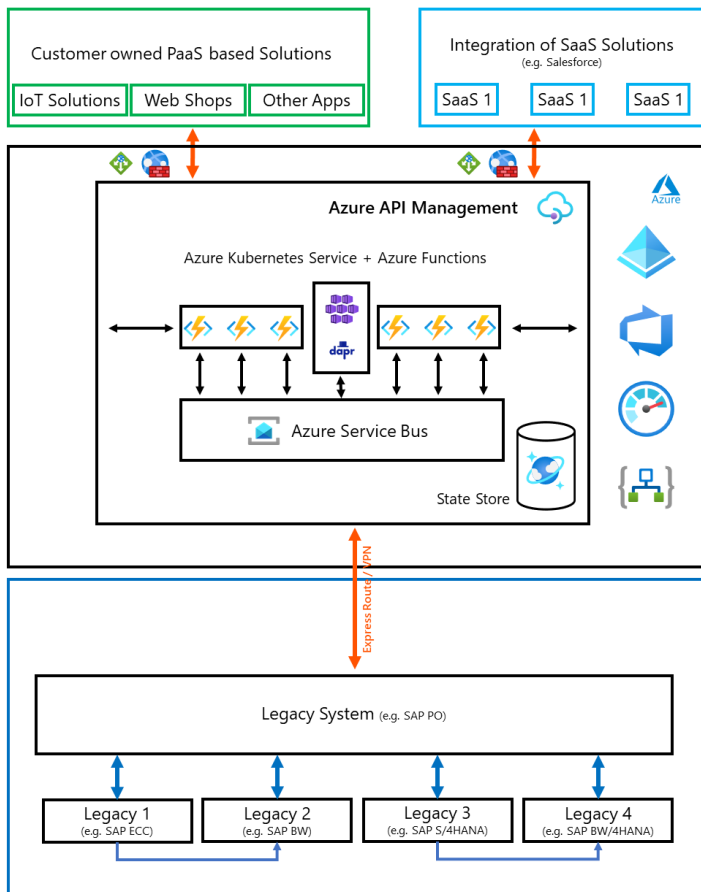 Customer owned PaaS based Solutions
IoT Solutions
Web Shops
Other Apps
Integration of SaaS Solutions
(e.g. Salesforce)
SaaS 1
SaaS 1
SaaS 1
Azure API Management
Azure
Azure Kubernetes Service + Azure Functions
dapr
Azure Service Bus
State Store
Express Route / VPN
Legacy System (e.g. SAP PO)
Legacy 1
(e.g. SAP ECC)
Legacy 2
(e.g. SAP BW)
Legacy 3
(e.g. SAP S/4HANA)
Legacy 4
(e.g. SAP BW/4HANA)